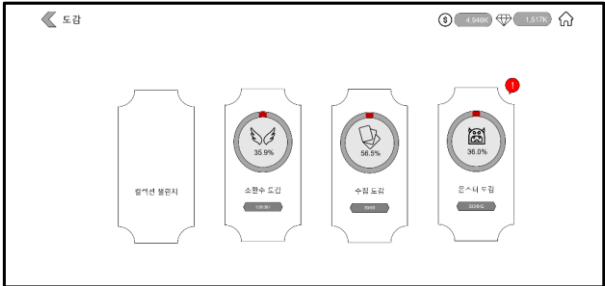 도감
4,948K
1,517K
!
35.9%
56.5%
36.0%
컬렉션 챌린지
소환수 도감
수집 도감
몬스터 도감